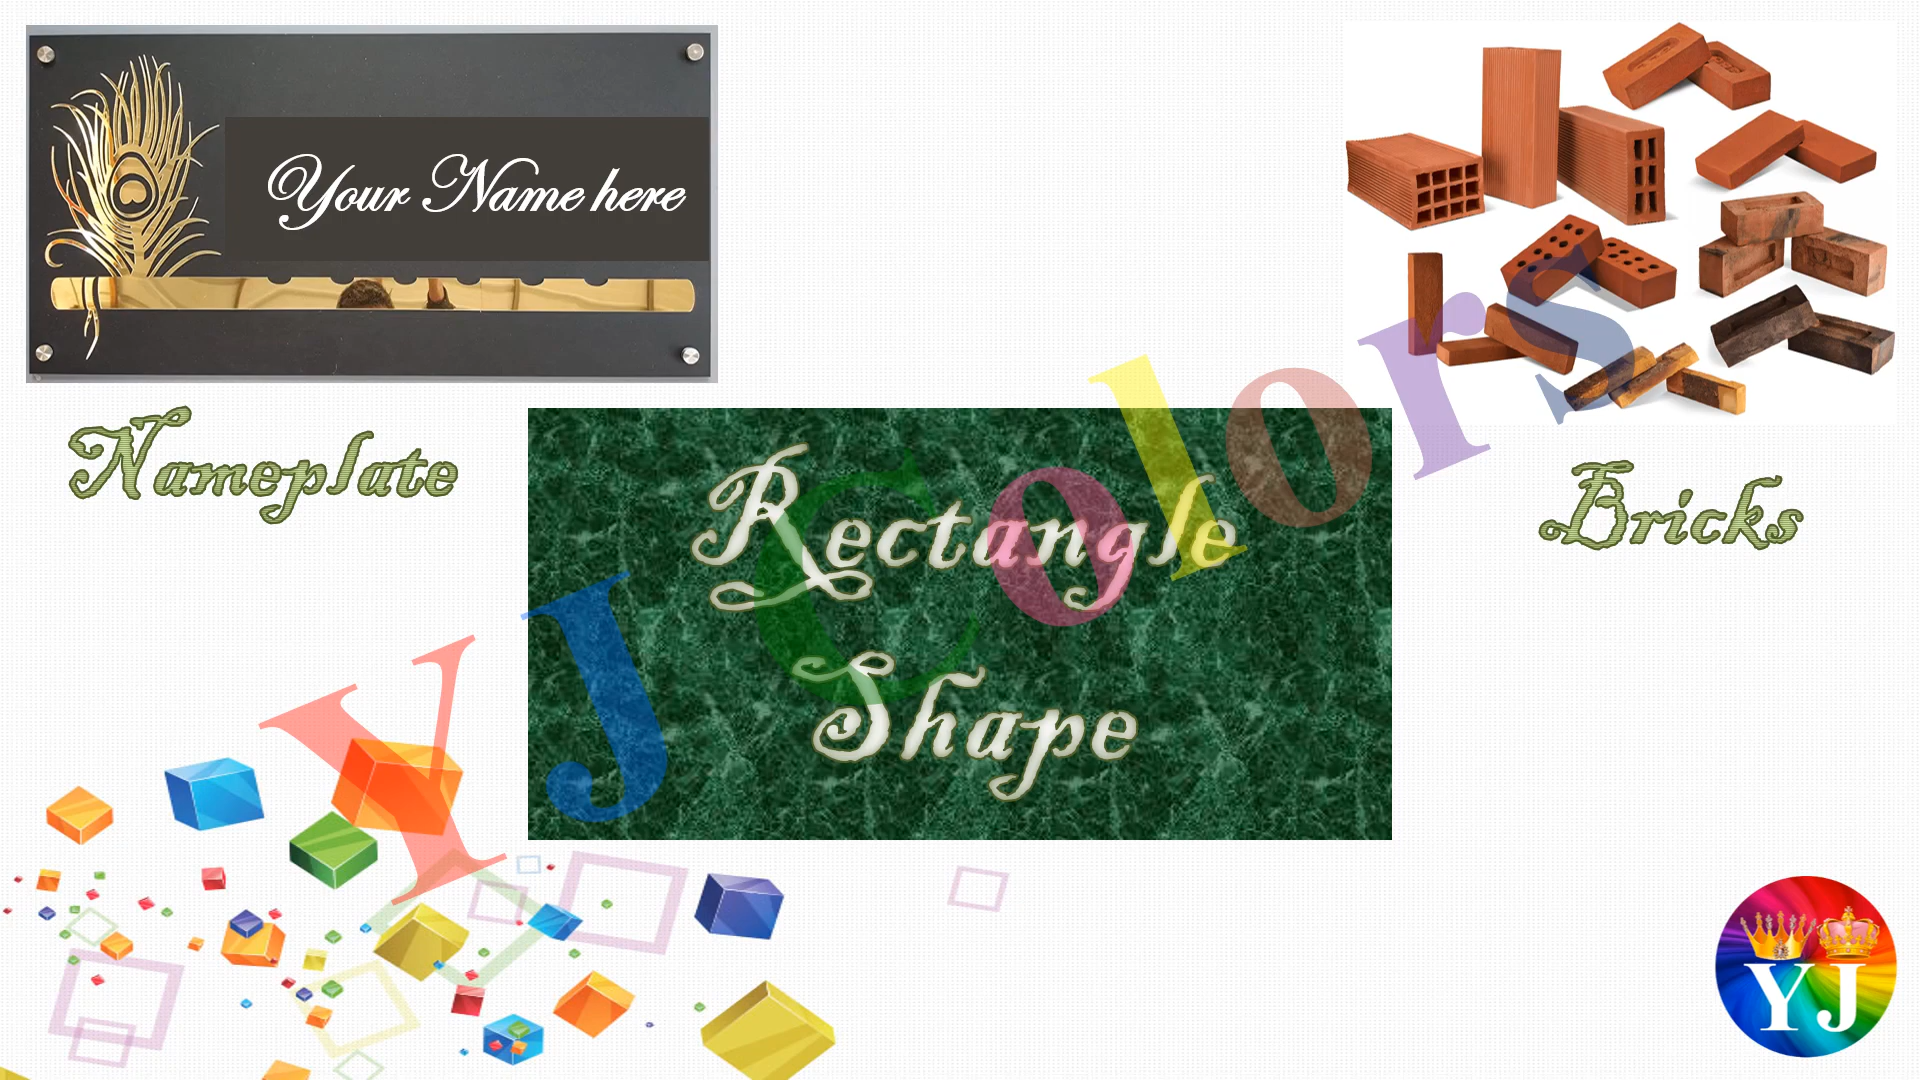 Your Name here
Nameplate
Bricks
Rectangle
Shape
YJ Colors
YJ